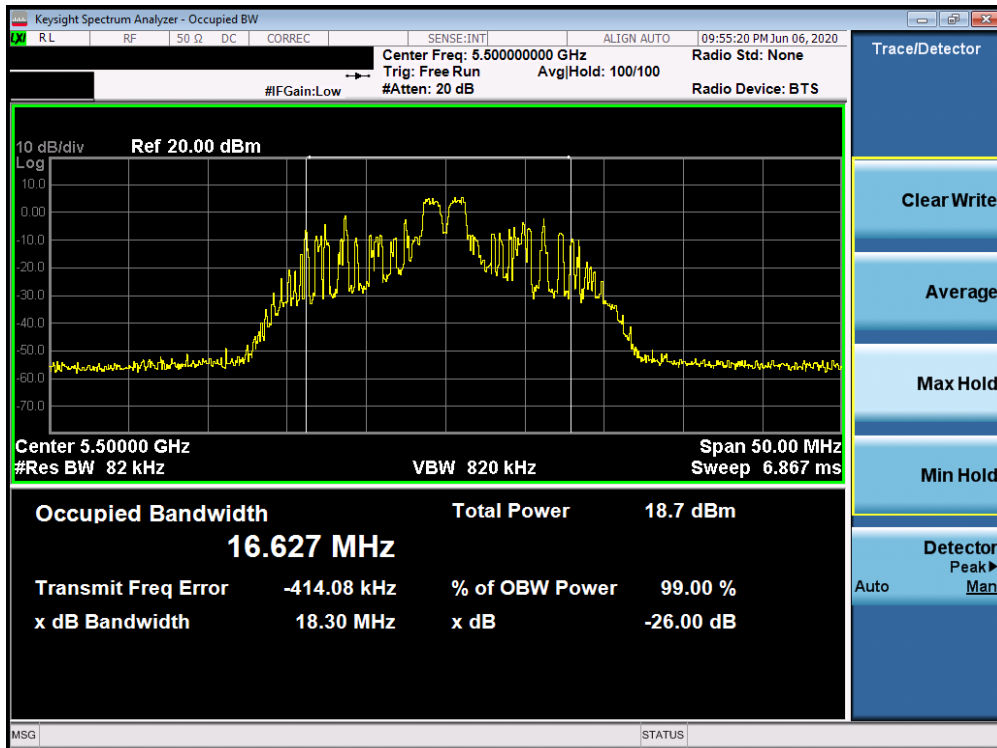 Keysight Spectrum Analyzer - Occupied BW
LXI RL RF 50 Ω DC CORREC SENSE:INT ALIGN AUTO 09:55:20 PM Jun 06, 2020
Center Freq: 5.500000000 GHz Radio Std: None
Trig: Free Run Avg|Hold: 100/100
#IFGain:Low #Atten: 20 dB Radio Device: BTS
10 dB/div Ref 20.00 dBm
Log
10.0
0.00
-10.0
-20.0
-30.0
-40.0
-50.0
-60.0
-70.0
Center 5.50000 GHz Span 50.00 MHz
#Res BW 82 kHz VBW 820 kHz Sweep 6.867 ms
Occupied Bandwidth Total Power 18.7 dBm
16.627 MHz
Transmit Freq Error -414.08 kHz % of OBW Power 99.00 %
x dB Bandwidth 18.30 MHz x dB -26.00 dB
Trace/Detector
Clear Write
Average
Max Hold
Min Hold
Detector
Peak▶
Auto Man
MSG STATUS